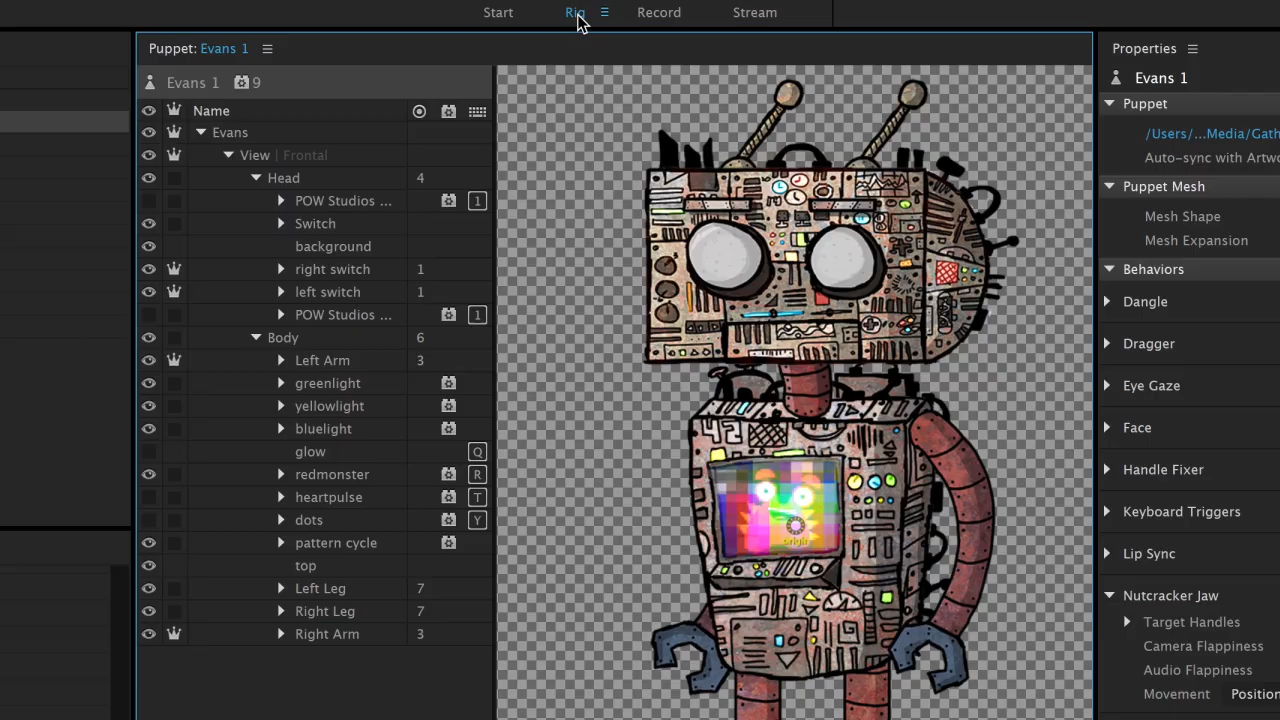 Start Rig Record Stream
Puppet: Evans 1
Evans 1 9
Name
Evans
View | Frontal
Head 4
POW Studios ... 1
Switch
background
right switch 1
left switch 1
POW Studios ... 1
Body 6
Left Arm 3
greenlight
yellowlight
bluelight
glow Q
redmonster R
heartpulse T
dots Y
pattern cycle
top
Left Leg 7
Right Leg 7
Right Arm 3
42
origin
Properties
Evans 1
Puppet
/Users/...Media/Gath
Auto-sync with Artwo
Puppet Mesh
Mesh Shape
Mesh Expansion
Behaviors
Dangle
Dragger
Eye Gaze
Face
Handle Fixer
Keyboard Triggers
Lip Sync
Nutcracker Jaw
Target Handles
Camera Flappiness
Audio Flappiness
Movement Position